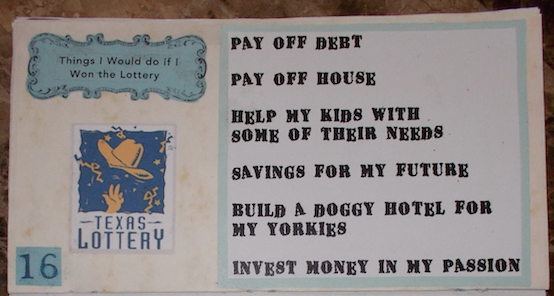 Things I Would do if I
Won the Lottery
TEXAS
LOTTERY
16
PAY OFF DEBT
PAY OFF HOUSE
HELP MY KIDS WITH
SOME OF THEIR NEEDS
SAVINGS FOR MY FUTURE
BUILD A DOGGY HOTEL FOR
MY YORKIES
INVEST MONEY IN MY PASSION